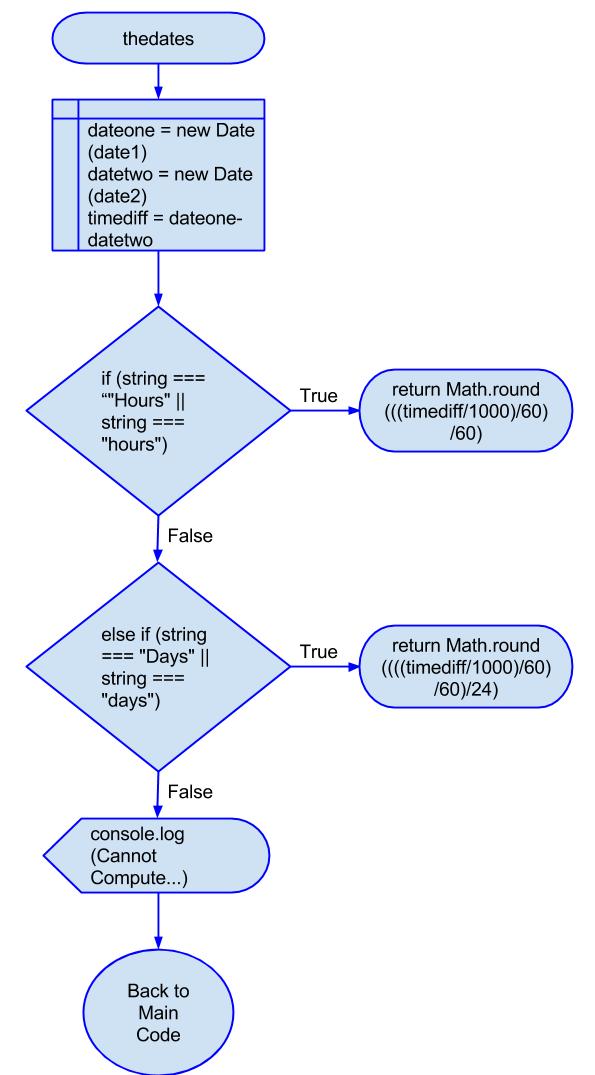 thedates
dateone = new Date
(date1)
datetwo = new Date
(date2)
timediff = dateone-
datetwo
if (string ===
“"Hours" ||
string ===
"hours")
True
return Math.round
(((timediff/1000)/60)
/60)
False
else if (string
=== "Days" ||
string ===
"days")
True
return Math.round
((((timediff/1000)/60)
/60)/24)
False
console.log
(Cannot
Compute...)
Back to
Main
Code